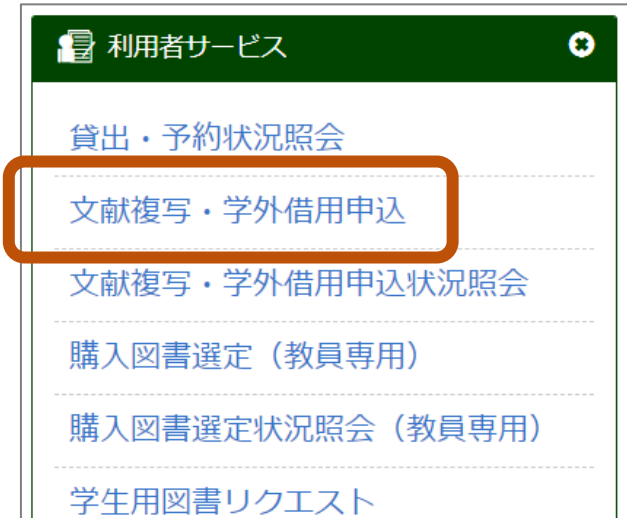 利用者サービス
貸出・予約状況照会
文献複写・学外借用申込
文献複写・学外借用申込状況照会
購入図書選定（教員専用）
購入図書選定状況照会（教員専用）
学生用図書リクエスト